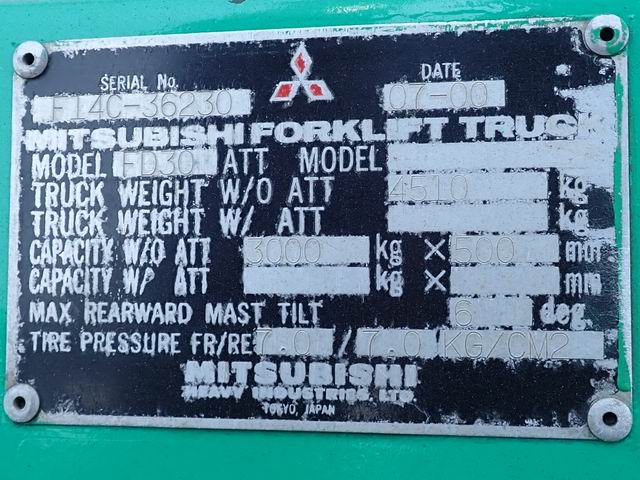 SERIAL No. DATE
F14C-36230 07-00
MITSUBISHI FORKLIFT TRUCK
MODEL FD30 ATT MODEL
TRUCK WEIGHT W/O ATT 4510 kg
TRUCK WEIGHT W/ ATT kg
CAPACITY W/O ATT 3000 kg × 500 mm
CAPACITY W/ ATT kg × mm
MAX REARWARD MAST TILT 6 deg.
TIRE PRESSURE FR/RE 7.0 / 7.0 KG/CM2
MITSUBISHI
HEAVY INDUSTRIES, LTD.
TOKYO, JAPAN